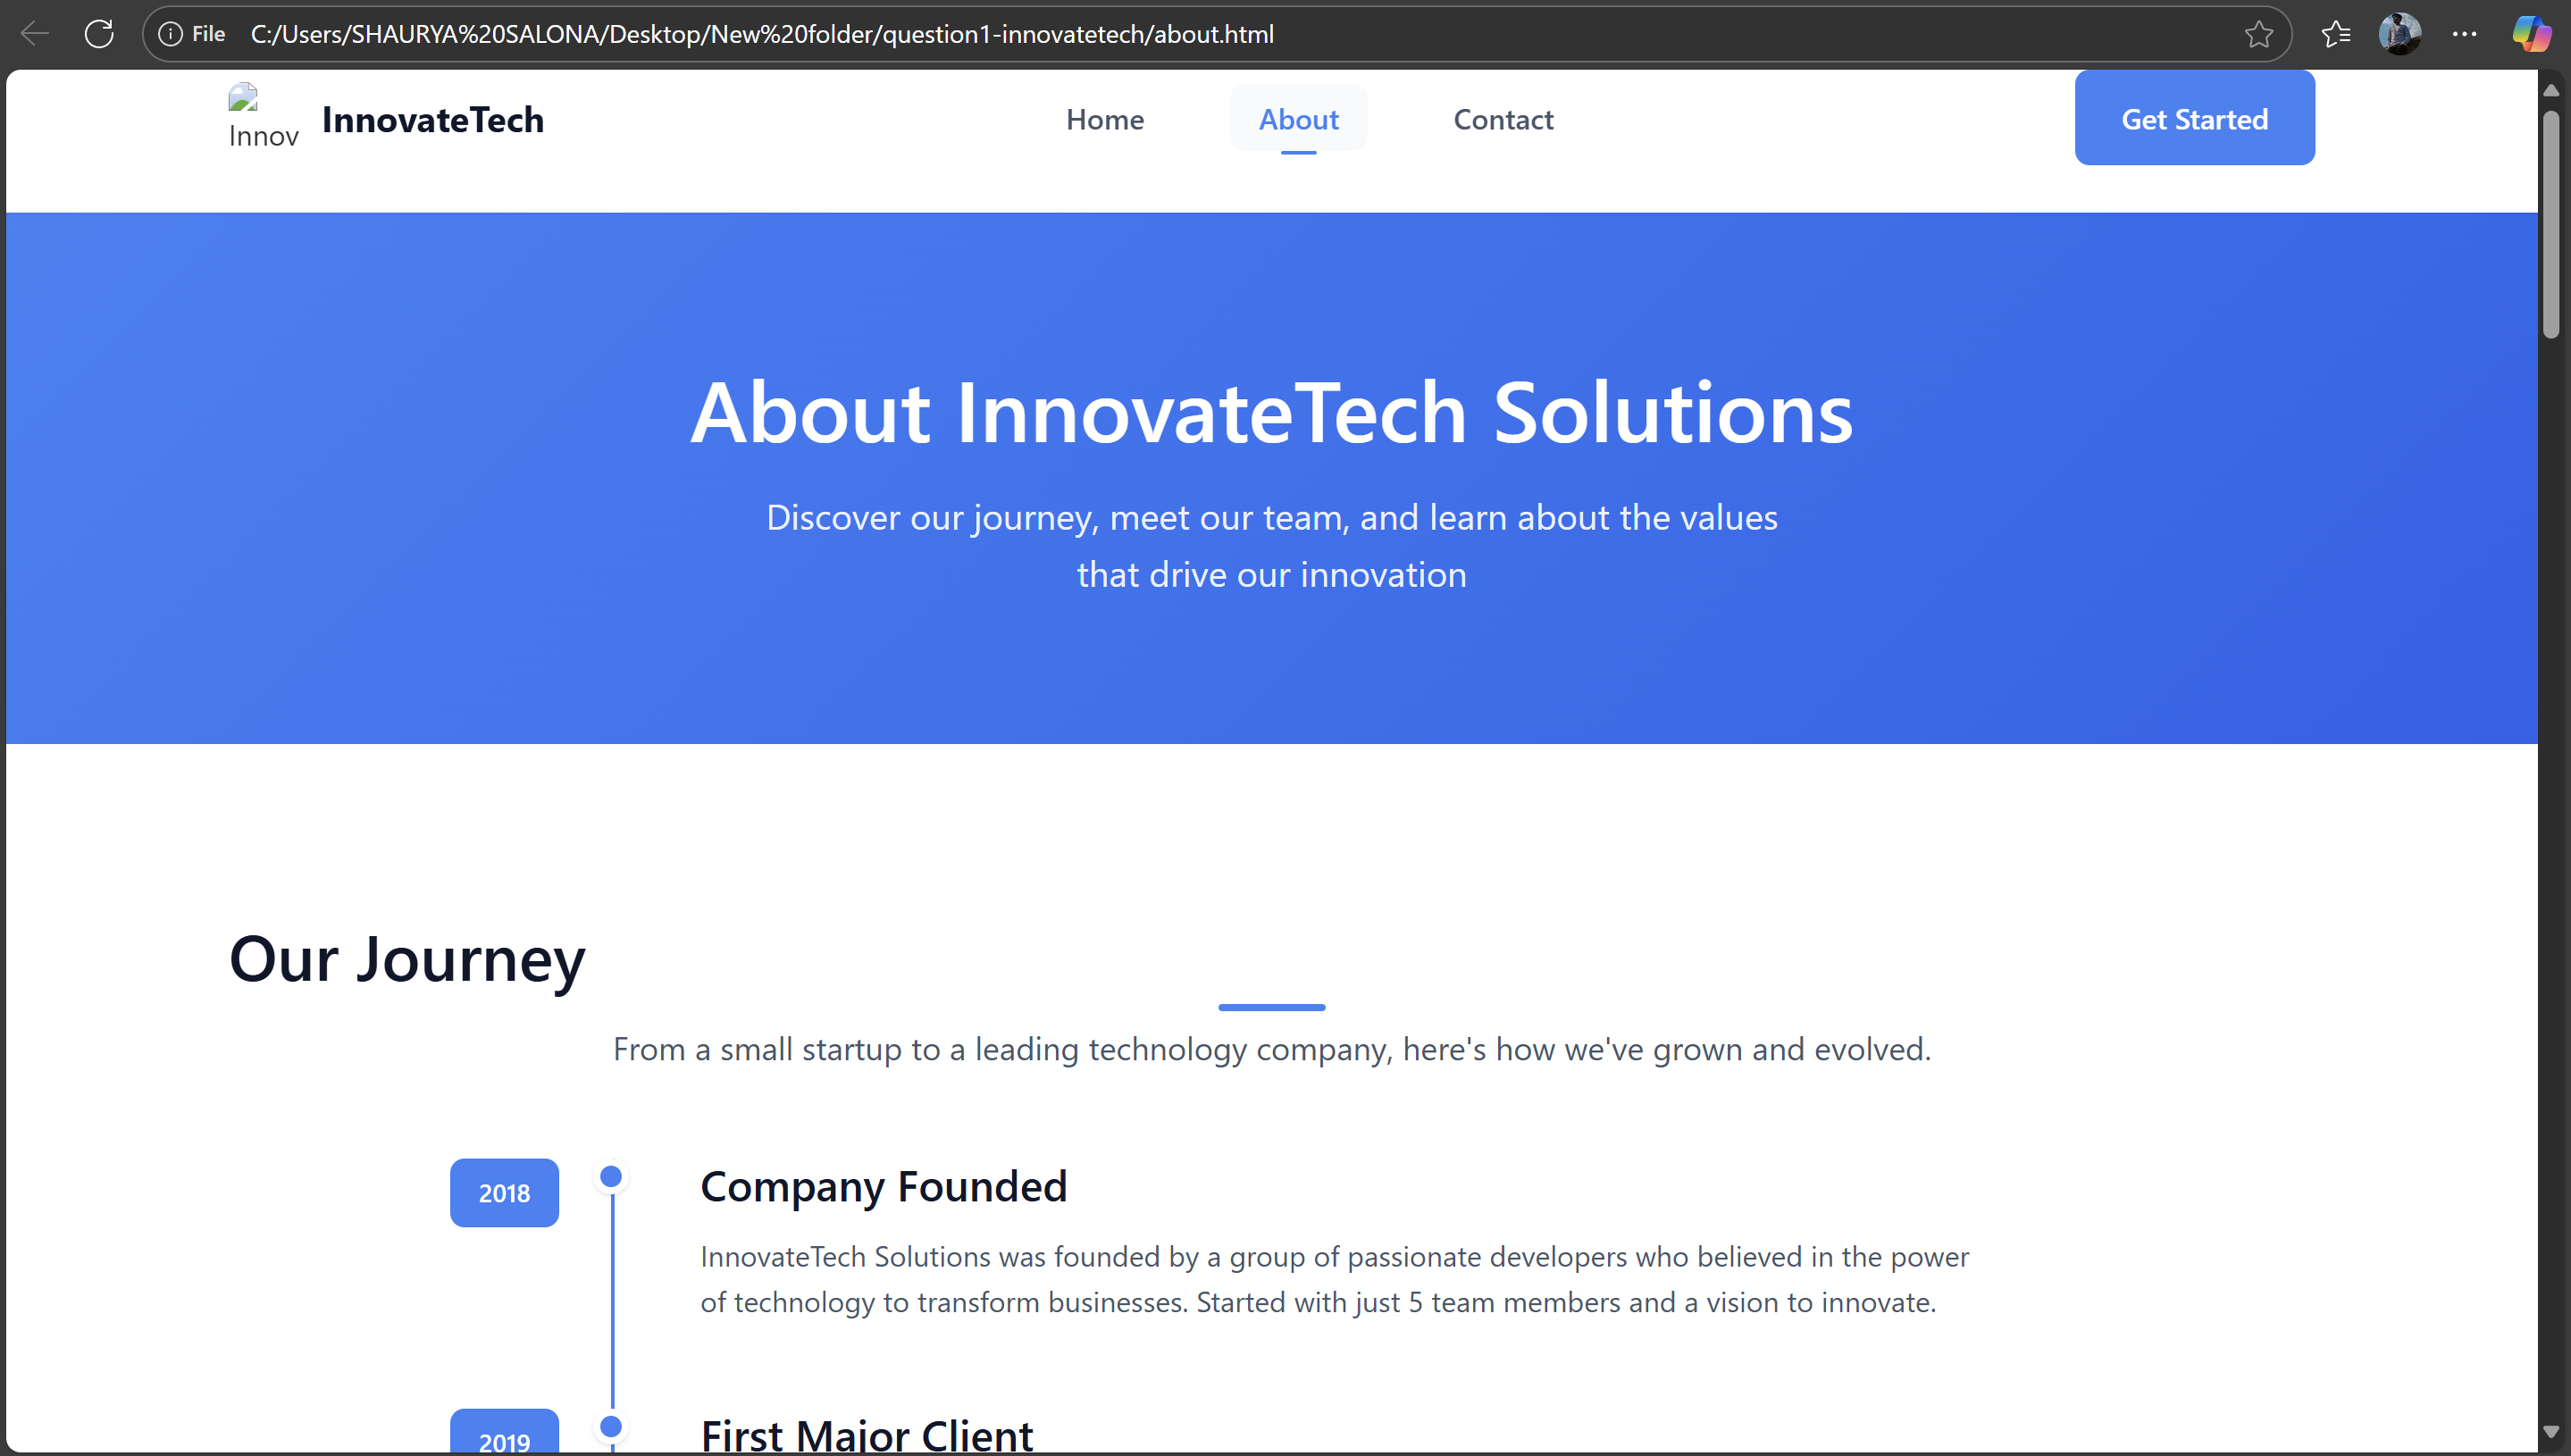 File C:/Users/SHAURYA%20SALONA/Desktop/New%20folder/question1-innovatetech/about.html
Innov InnovateTech Home About Contact Get Started
About InnovateTech Solutions
Discover our journey, meet our team, and learn about the values
that drive our innovation
Our Journey
From a small startup to a leading technology company, here's how we've grown and evolved.
2018 Company Founded
InnovateTech Solutions was founded by a group of passionate developers who believed in the power
of technology to transform businesses. Started with just 5 team members and a vision to innovate.
2019 First Major Client